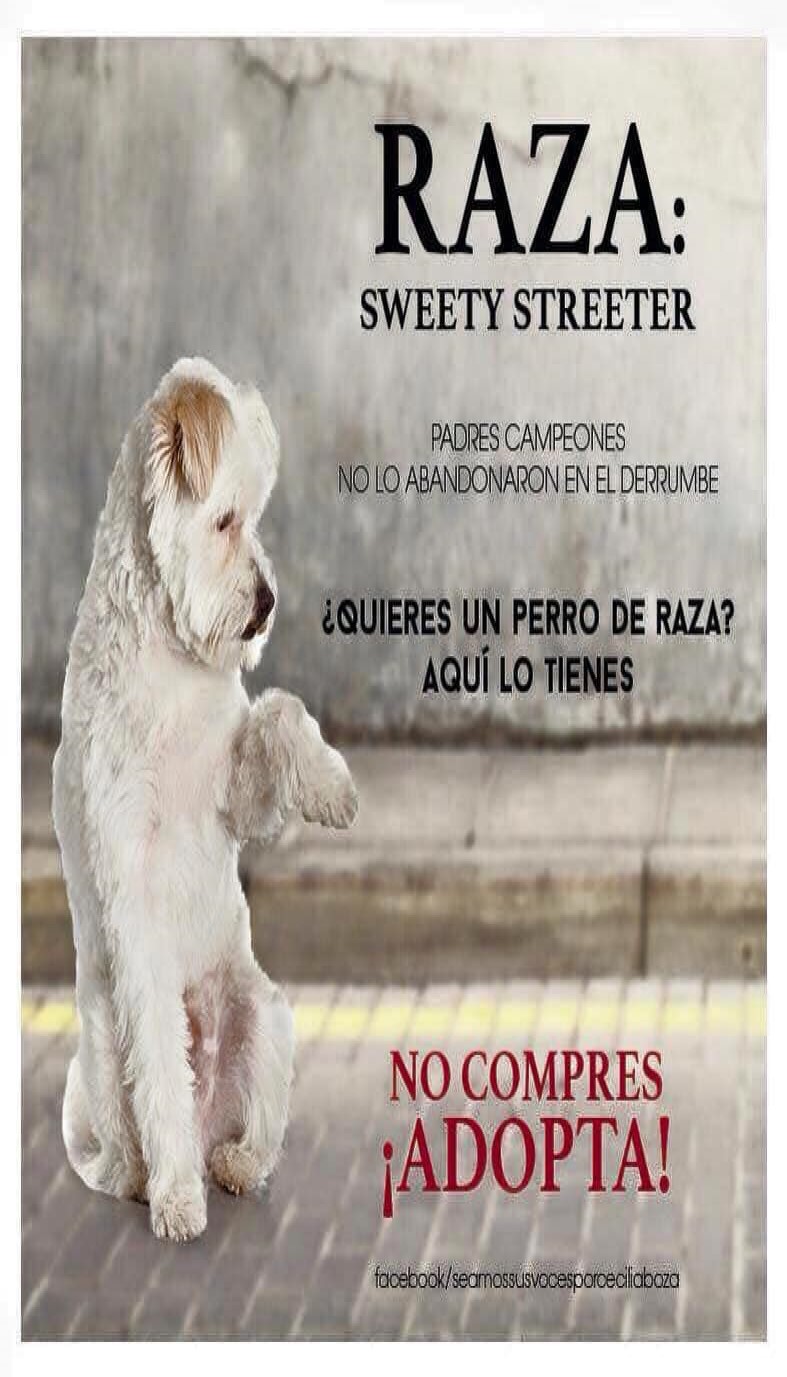 RAZA:
SWEETY STREETER
PADRES CAMPEONES
NO LO ABANDONARON EN EL DERRUMBE
¿QUIERES UN PERRO DE RAZA?
AQUÍ LO TIENES
NO COMPRES
¡ADOPTA!
facebook/seamossusvocesporceciliaboza